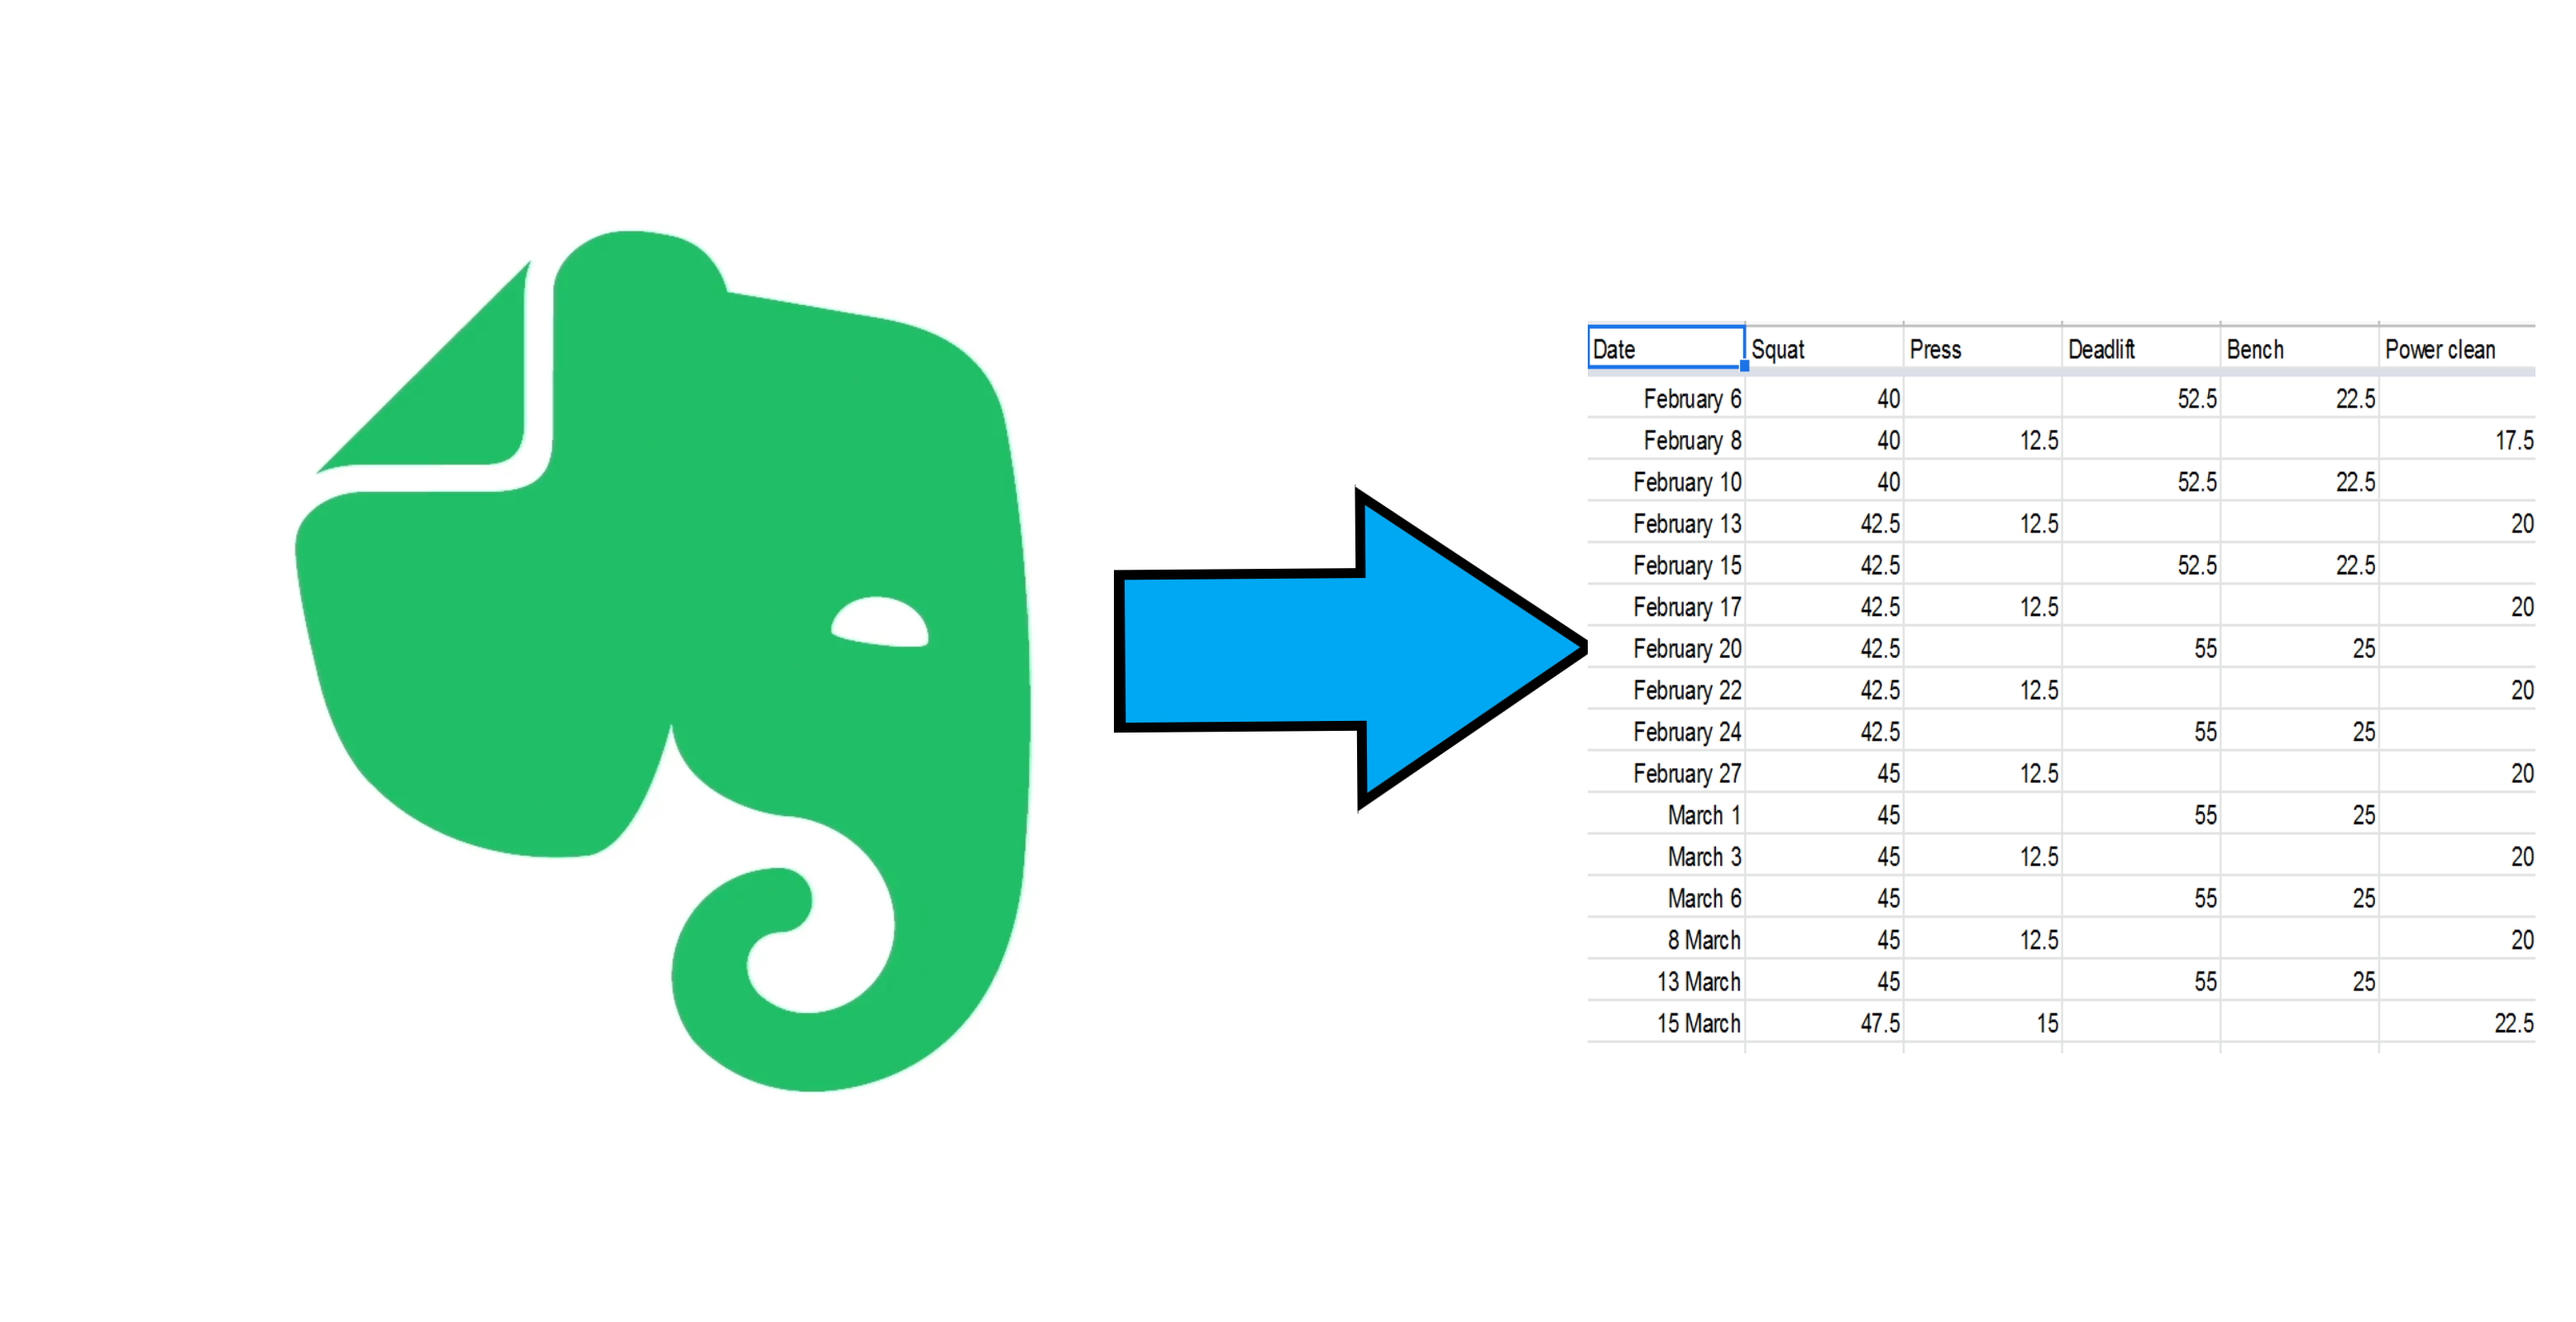 Date Squat Press Deadlift Bench Power clean
February 6 40 52.5 22.5
February 8 40 12.5 17.5
February 10 40 52.5 22.5
February 13 42.5 12.5 20
February 15 42.5 52.5 22.5
February 17 42.5 12.5 20
February 20 42.5 55 25
February 22 42.5 12.5 20
February 24 42.5 55 25
February 27 45 12.5 20
March 1 45 55 25
March 3 45 12.5 20
March 6 45 55 25
8 March 45 12.5 20
13 March 45 55 25
15 March 47.5 15 22.5